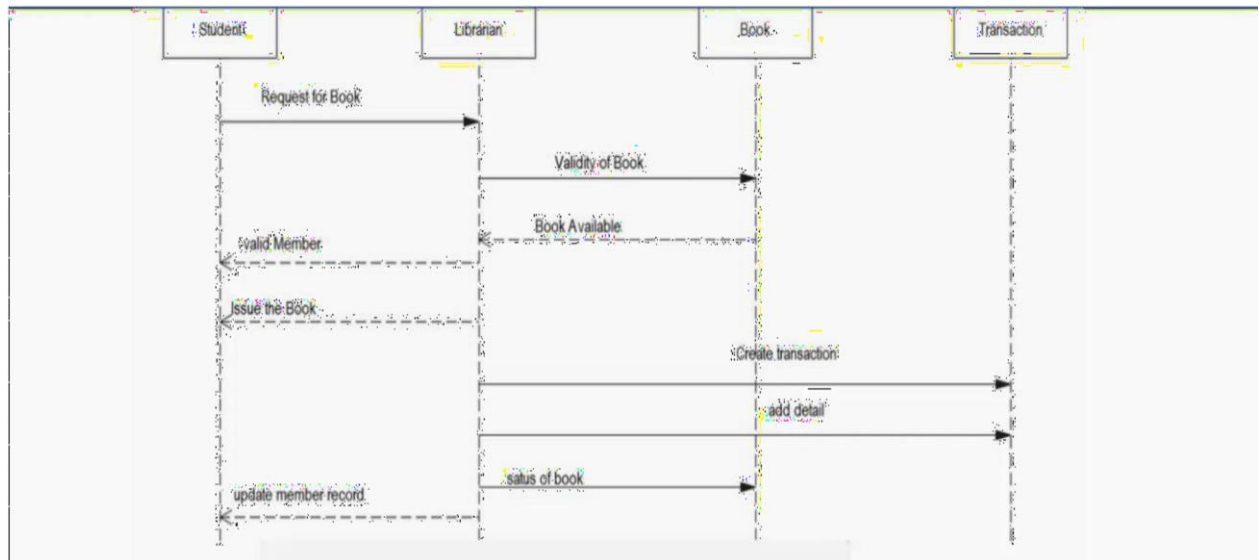 Student
Librarian
Book
Transaction
Request for Book
Validity of Book
Book Available
valid Member
Issue the Book
Create transaction
add detail
satus of book
update member record